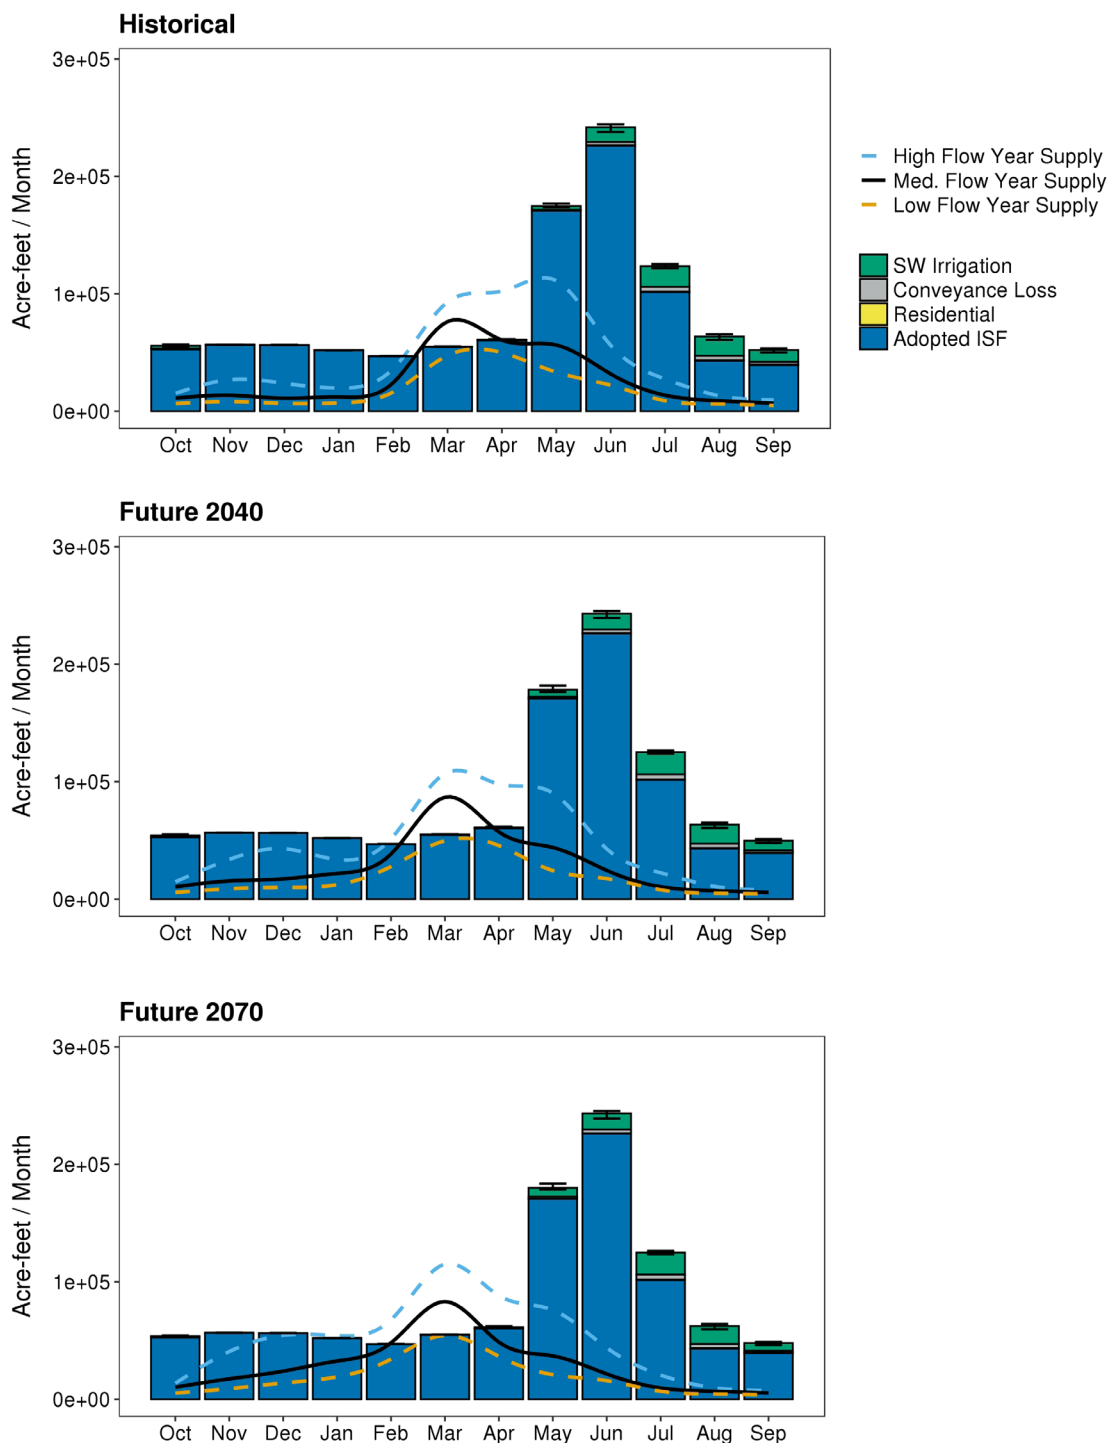 Historical
3e+05
2e+05
1e+05
0e+00
Acre-feet / Month
Oct Nov Dec Jan Feb Mar Apr May Jun Jul Aug Sep
High Flow Year Supply
Med. Flow Year Supply
Low Flow Year Supply
SW Irrigation
Conveyance Loss
Residential
Adopted ISF
Future 2040
3e+05
2e+05
1e+05
0e+00
Acre-feet / Month
Oct Nov Dec Jan Feb Mar Apr May Jun Jul Aug Sep
Future 2070
3e+05
2e+05
1e+05
0e+00
Acre-feet / Month
Oct Nov Dec Jan Feb Mar Apr May Jun Jul Aug Sep